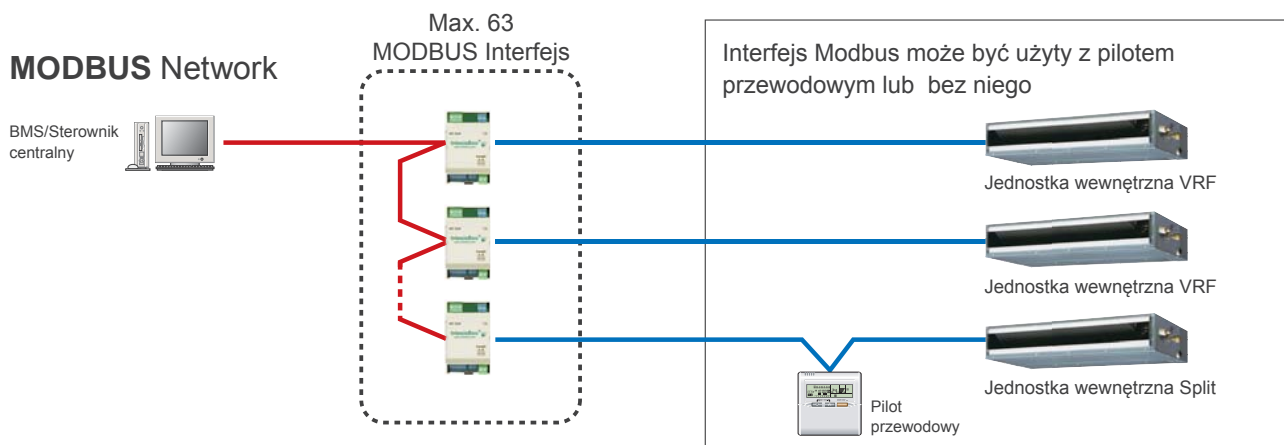 Max. 63
MODBUS Interfejs
MODBUS Network
BMS/Sterownik
centralny
Interfejs Modbus może być użyty z pilotem
przewodowym lub bez niego
Jednostka wewnętrzna VRF
Jednostka wewnętrzna VRF
Jednostka wewnętrzna Split
Pilot
przewodowy